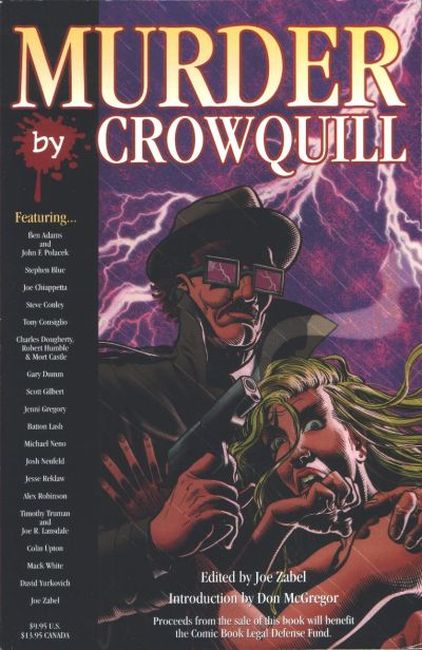 MURDER
by CROWQUILL
Featuring...
Ben Adams
and
John F. Polacek
Stephen Blue
Joe Chiappetta
Steve Conley
Tony Consiglio
Charles Dougherty,
Robert Humble
& Mort Castle
Gary Dumm
Scott Gilbert
Jenni Gregory
Batton Lash
Michael Neno
Josh Neufeld
Jesse Reklaw
Alex Robinson
Timothy Truman
and
Joe R. Lansdale
Colin Upton
Mack White
David Yurkovich
Joe Zabel
$9.95 U.S.
$13.95 CANADA
Edited by Joe Zabel
Introduction by Don McGregor
Proceeds from the sale of this book will benefit
the Comic Book Legal Defense Fund.